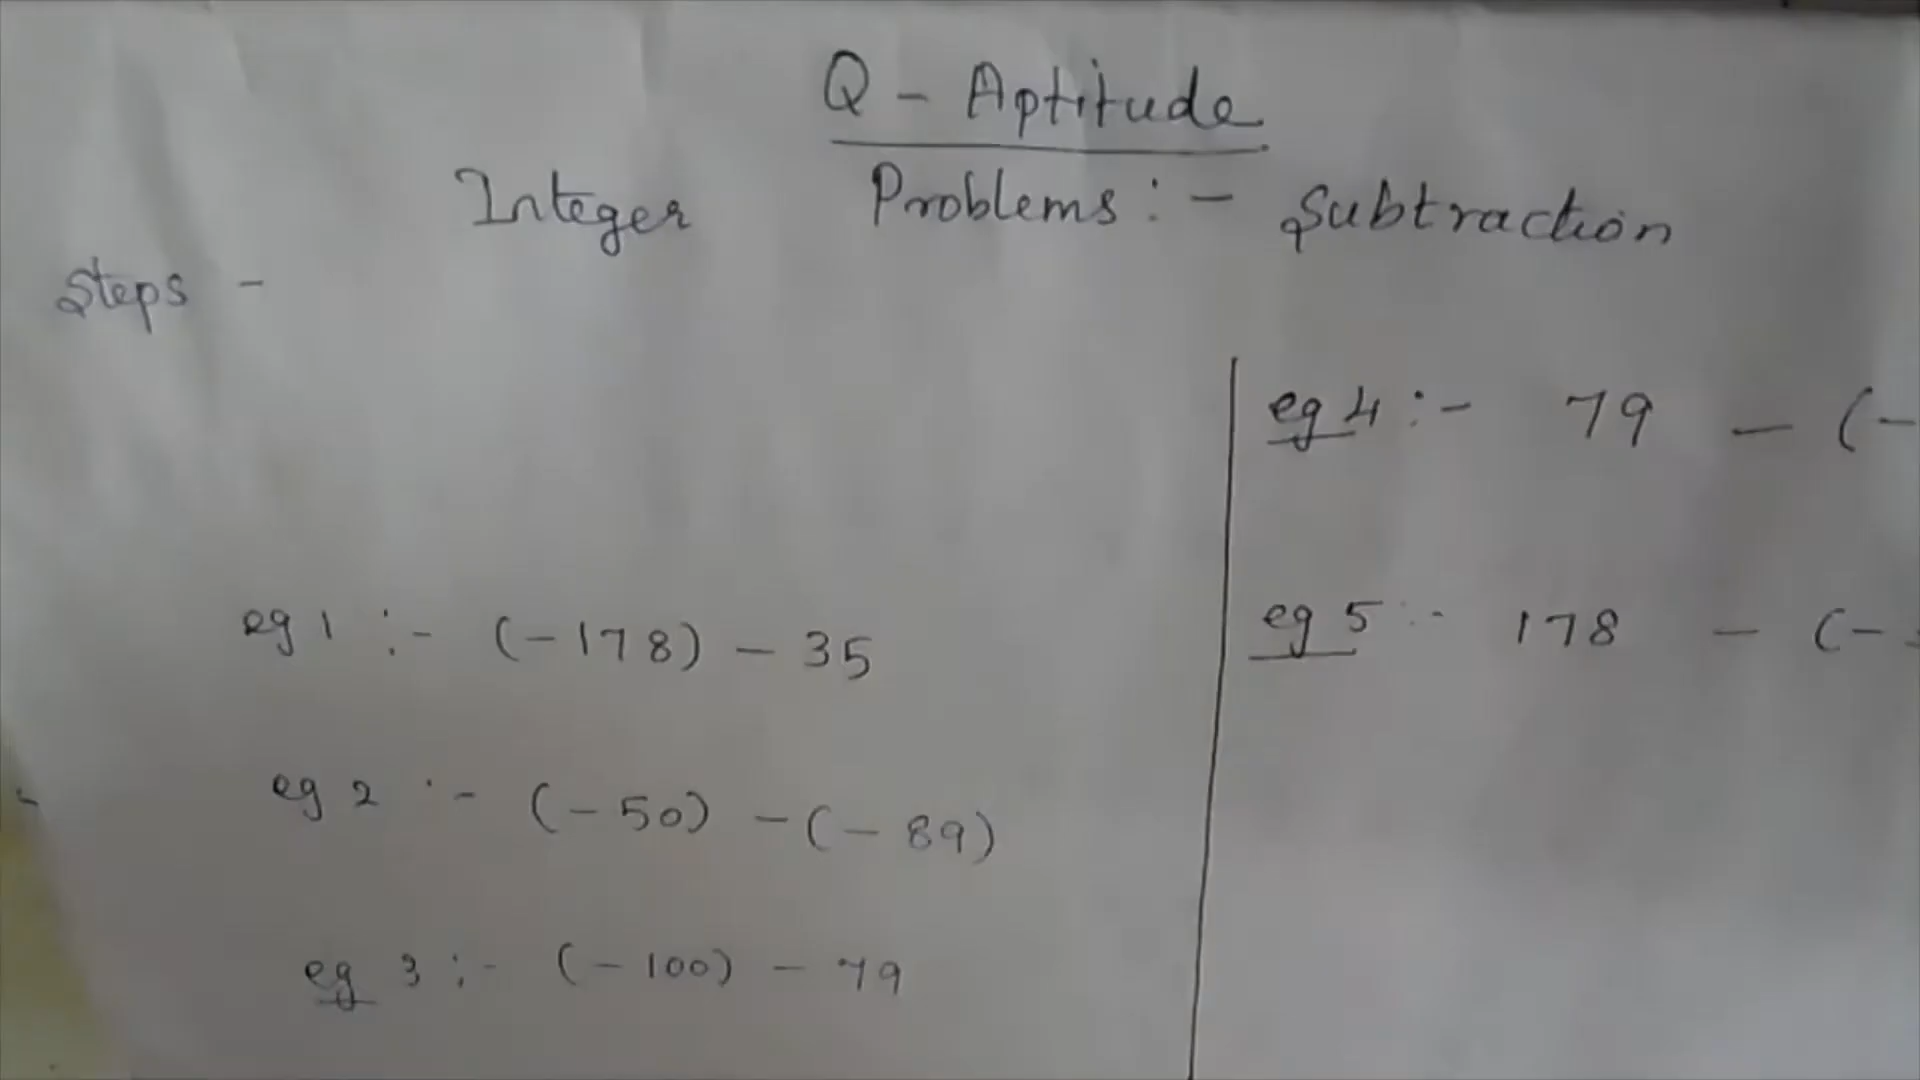 Q - Aptitude
Integer Problems :- Subtraction
Steps -
eg 1 :- (-178) - 35
eg 2 :- (-50) - (-89)
eg 3 :- (-100) - 79
eg 4 :- 79 - (-
eg 5 :- 178 - (-